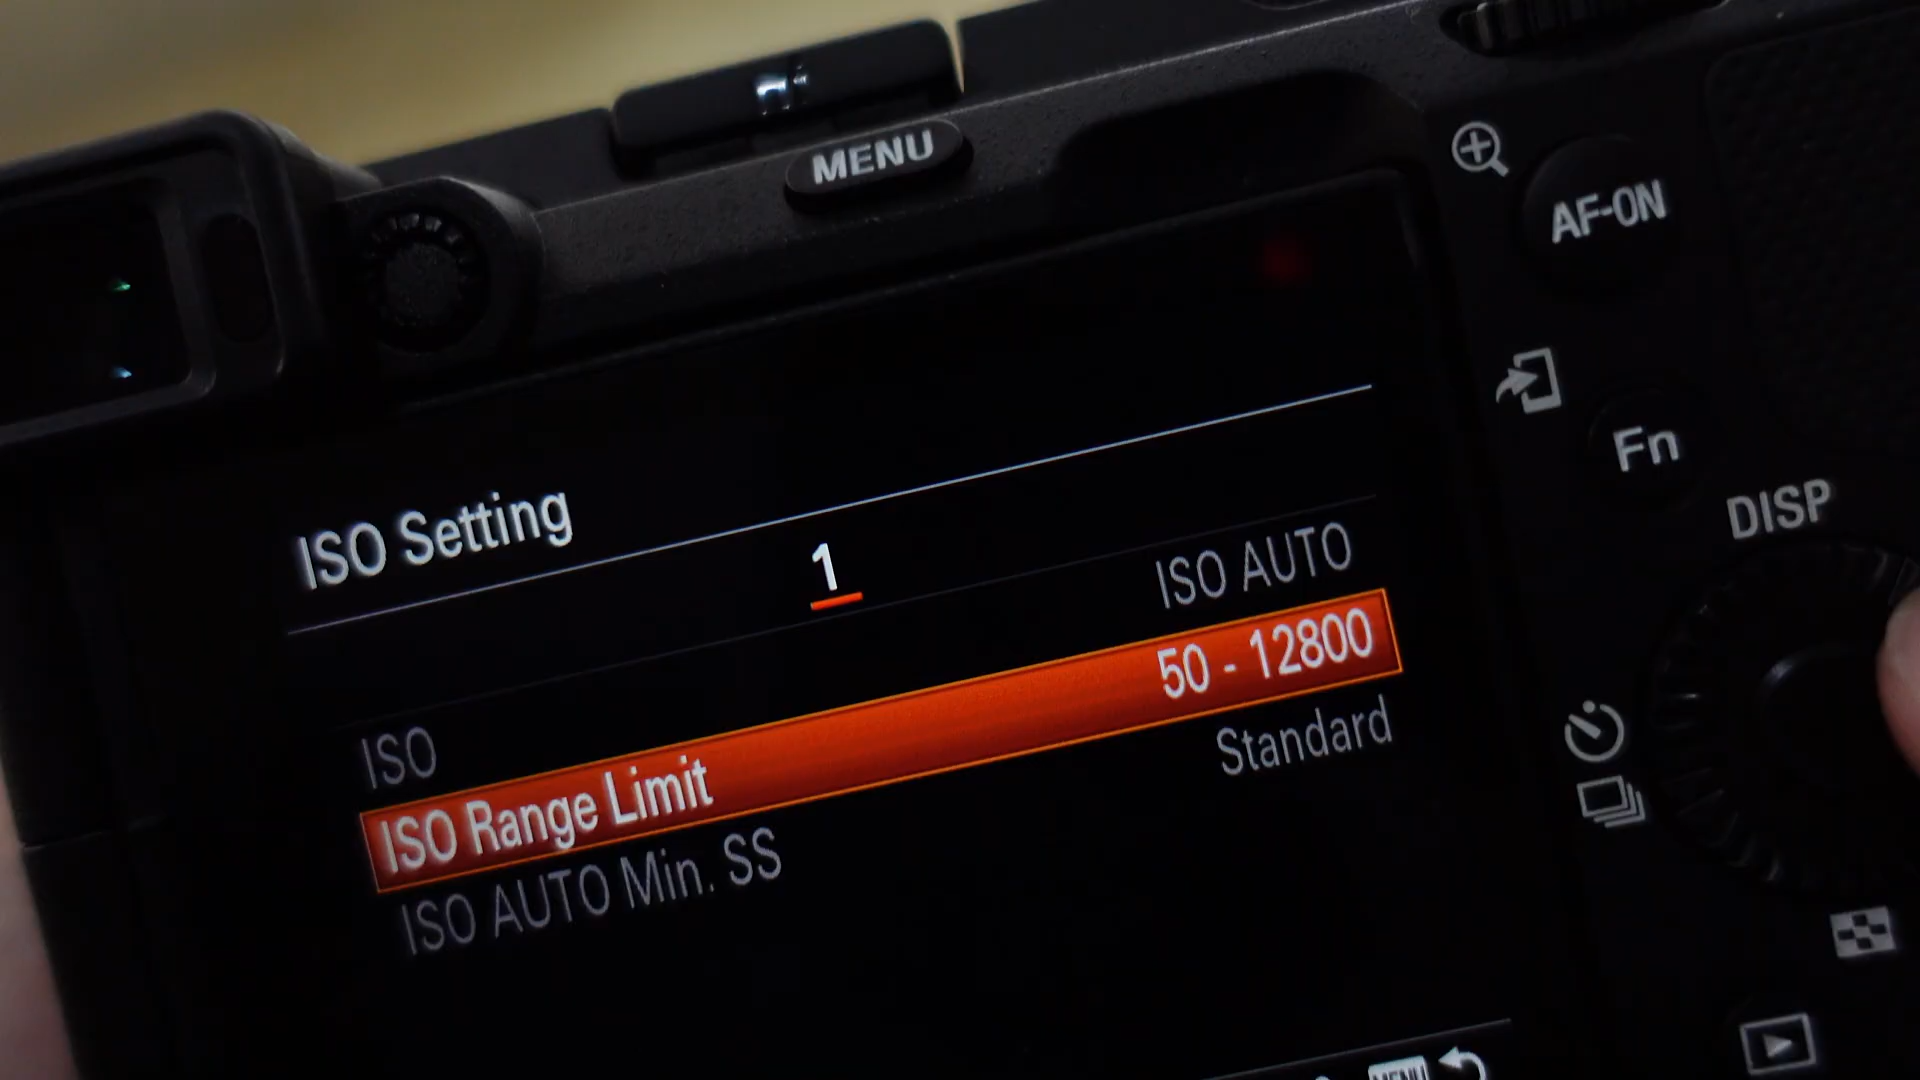 MENU
AF-ON
Fn
DISP
ISO Setting
1
ISO ISO AUTO
ISO Range Limit 50 - 12800
ISO AUTO Min. SS Standard
MENU